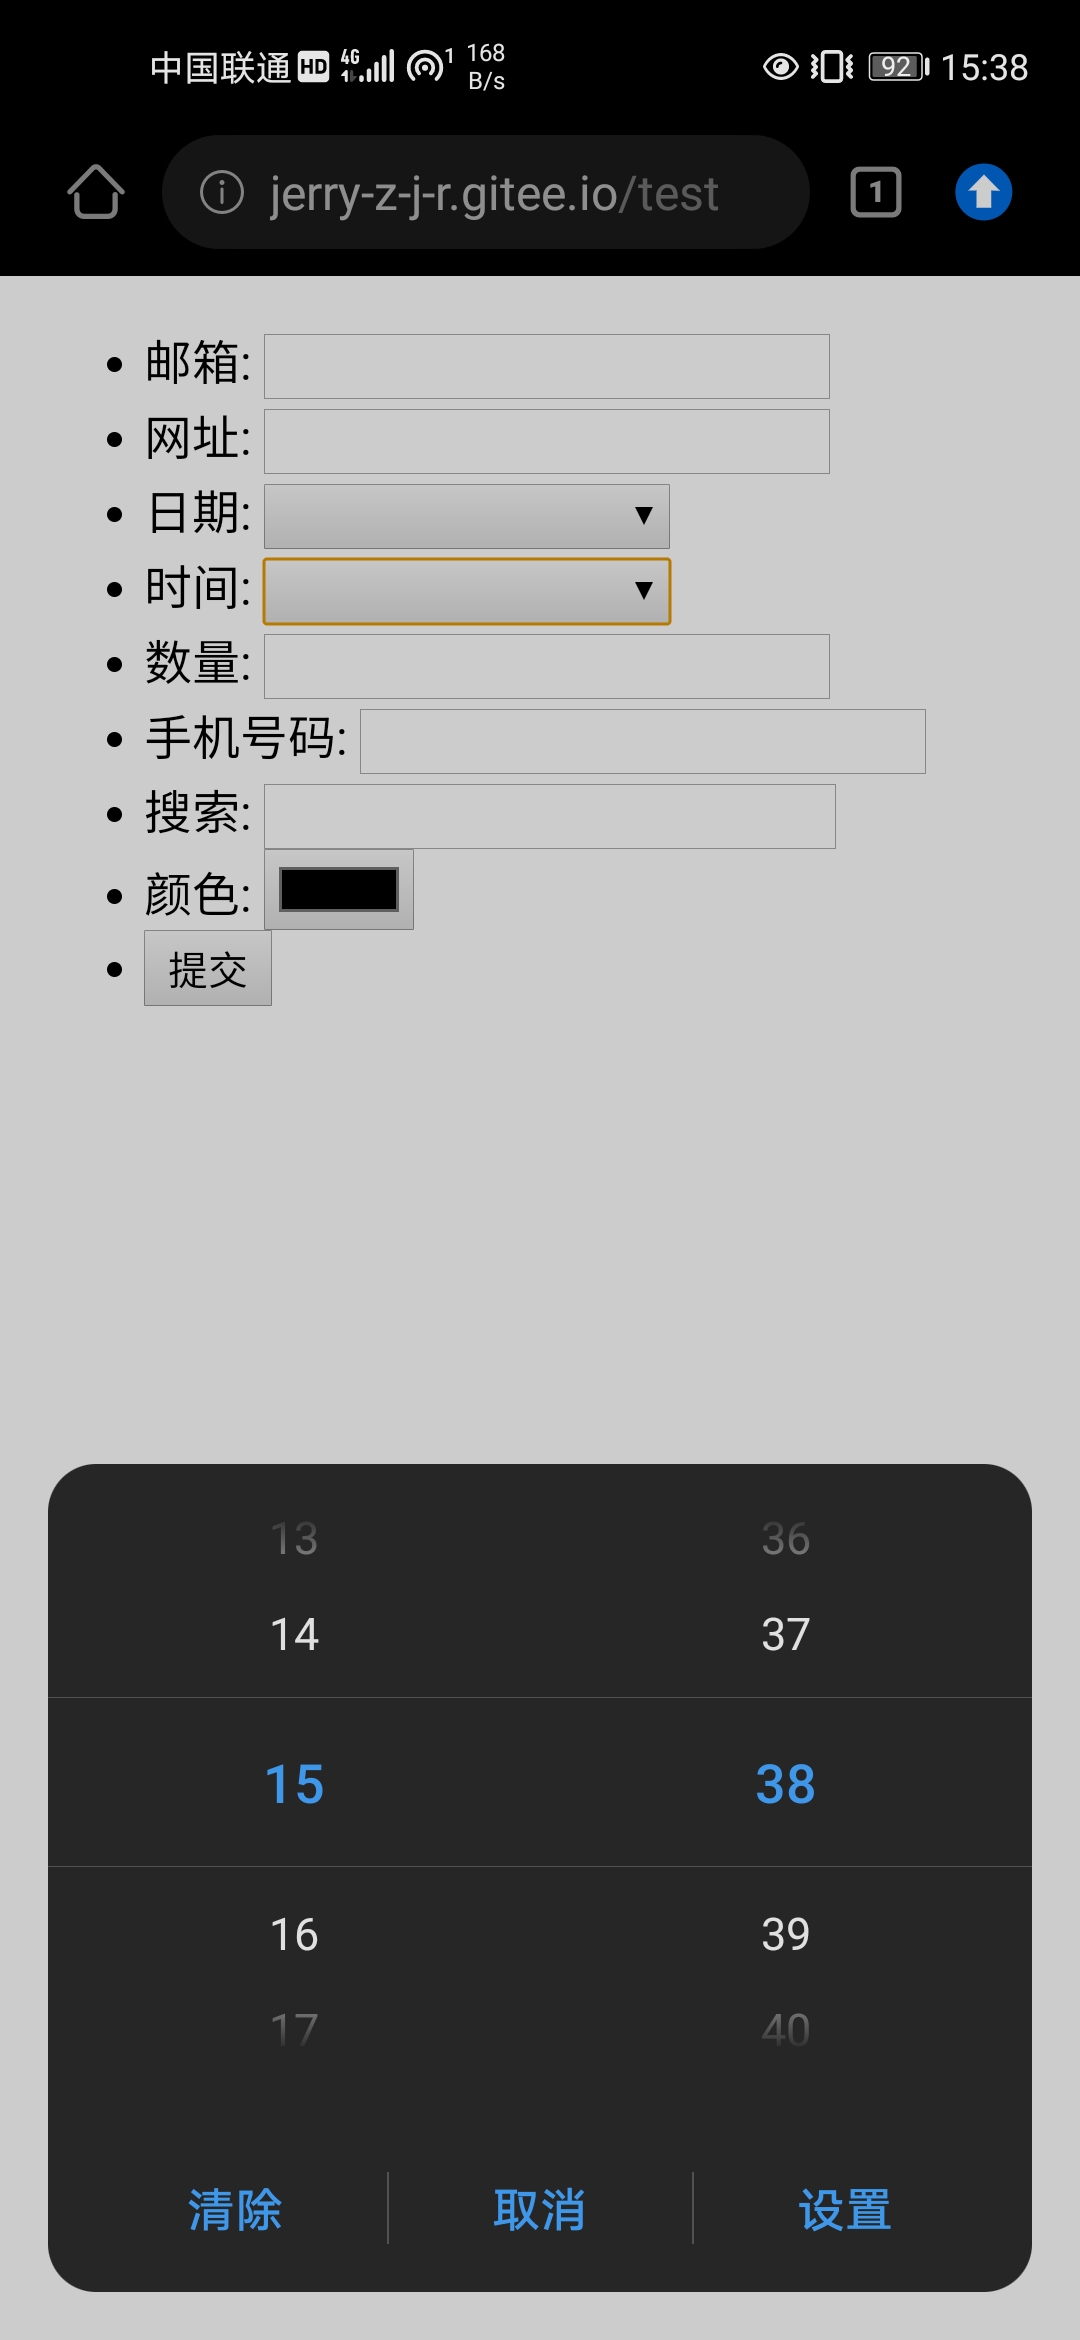 中国联通 HD 4G 1 168 B/s 92 15:38
jerry-z-j-r.gitee.io/test 1
邮箱:
网址:
日期:
时间:
数量:
手机号码:
搜索:
颜色:
提交
13 36
14 37
15 38
16 39
17 40
清除 取消 设置